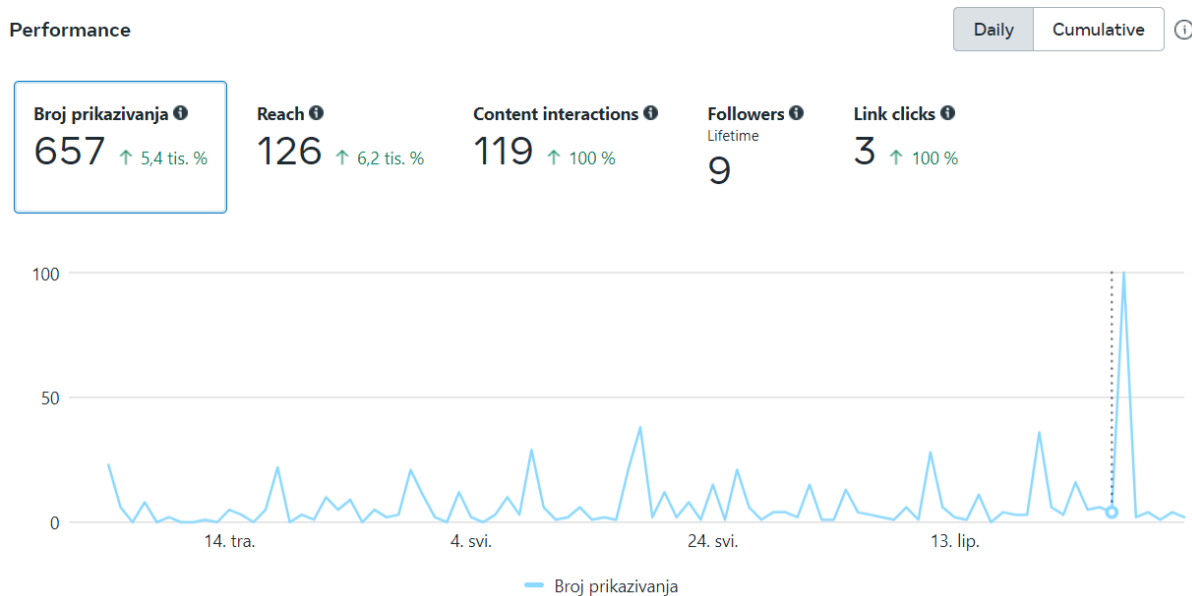 Performance
Daily
Cumulative
Broj prikazivanja
657 ↑ 5,4 tis. %
Reach
126 ↑ 6,2 tis. %
Content interactions
119 ↑ 100 %
Followers
Lifetime
9
Link clicks
3 ↑ 100 %
100
50
0
14. tra.
4. svi.
24. svi.
13. lip.
Broj prikazivanja